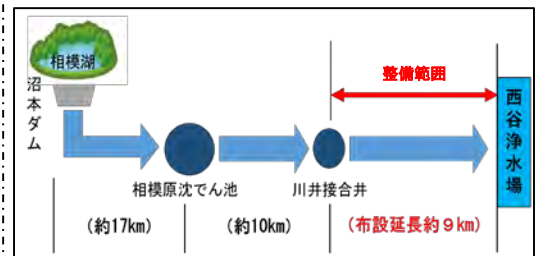 相模湖
整備範囲
沼本ダム
西谷浄水場
相模原沈でん池
川井接合井
(約17km)
(約10km)
(布設延長約９km)